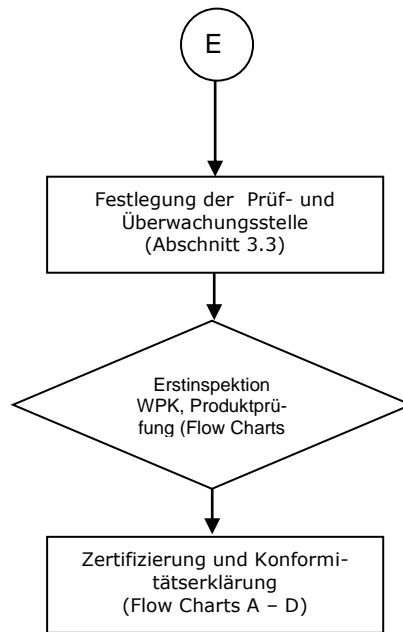 E
Festlegung der Prüf- und
Überwachungsstelle
(Abschnitt 3.3)
Erstinspektion
WPK, Produktprü-
fung (Flow Charts
Zertifizierung und Konformi-
tätserklärung
(Flow Charts A – D)